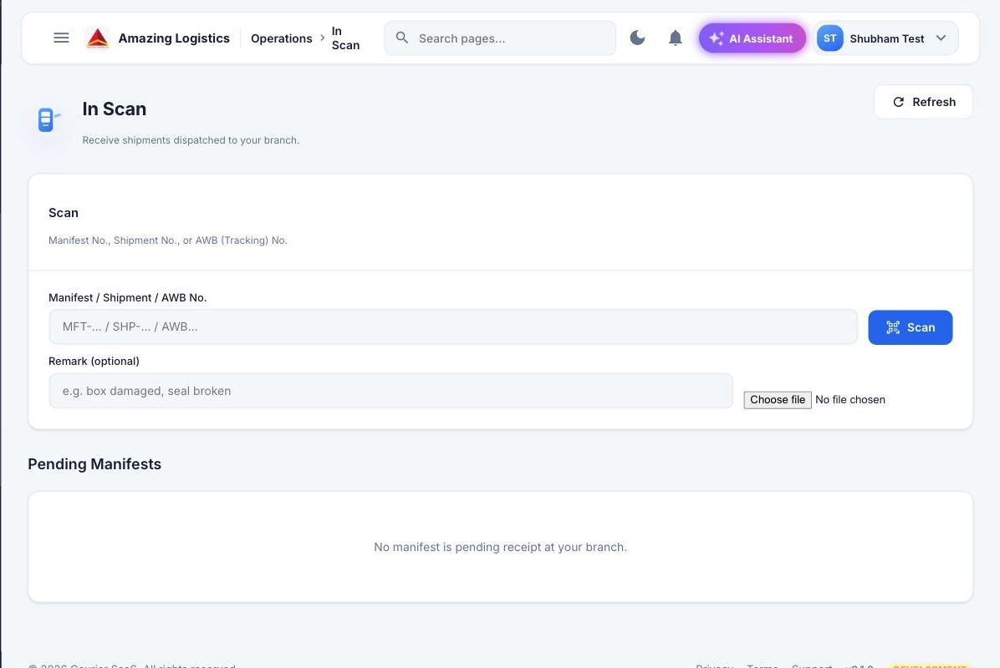 Amazing Logistics
Operations > In Scan
Search pages...
AI Assistant
ST
Shubham Test
In Scan
Receive shipments dispatched to your branch.
Refresh
Scan
Manifest No., Shipment No., or AWB (Tracking) No.
Manifest / Shipment / AWB No.
MFT-... / SHP-... / AWB...
Scan
Remark (optional)
e.g. box damaged, seal broken
Choose file No file chosen
Pending Manifests
No manifest is pending receipt at your branch.
© 2026 Courier SaaS. All rights reserved.
Privacy Terms Support DEVELOPMENT